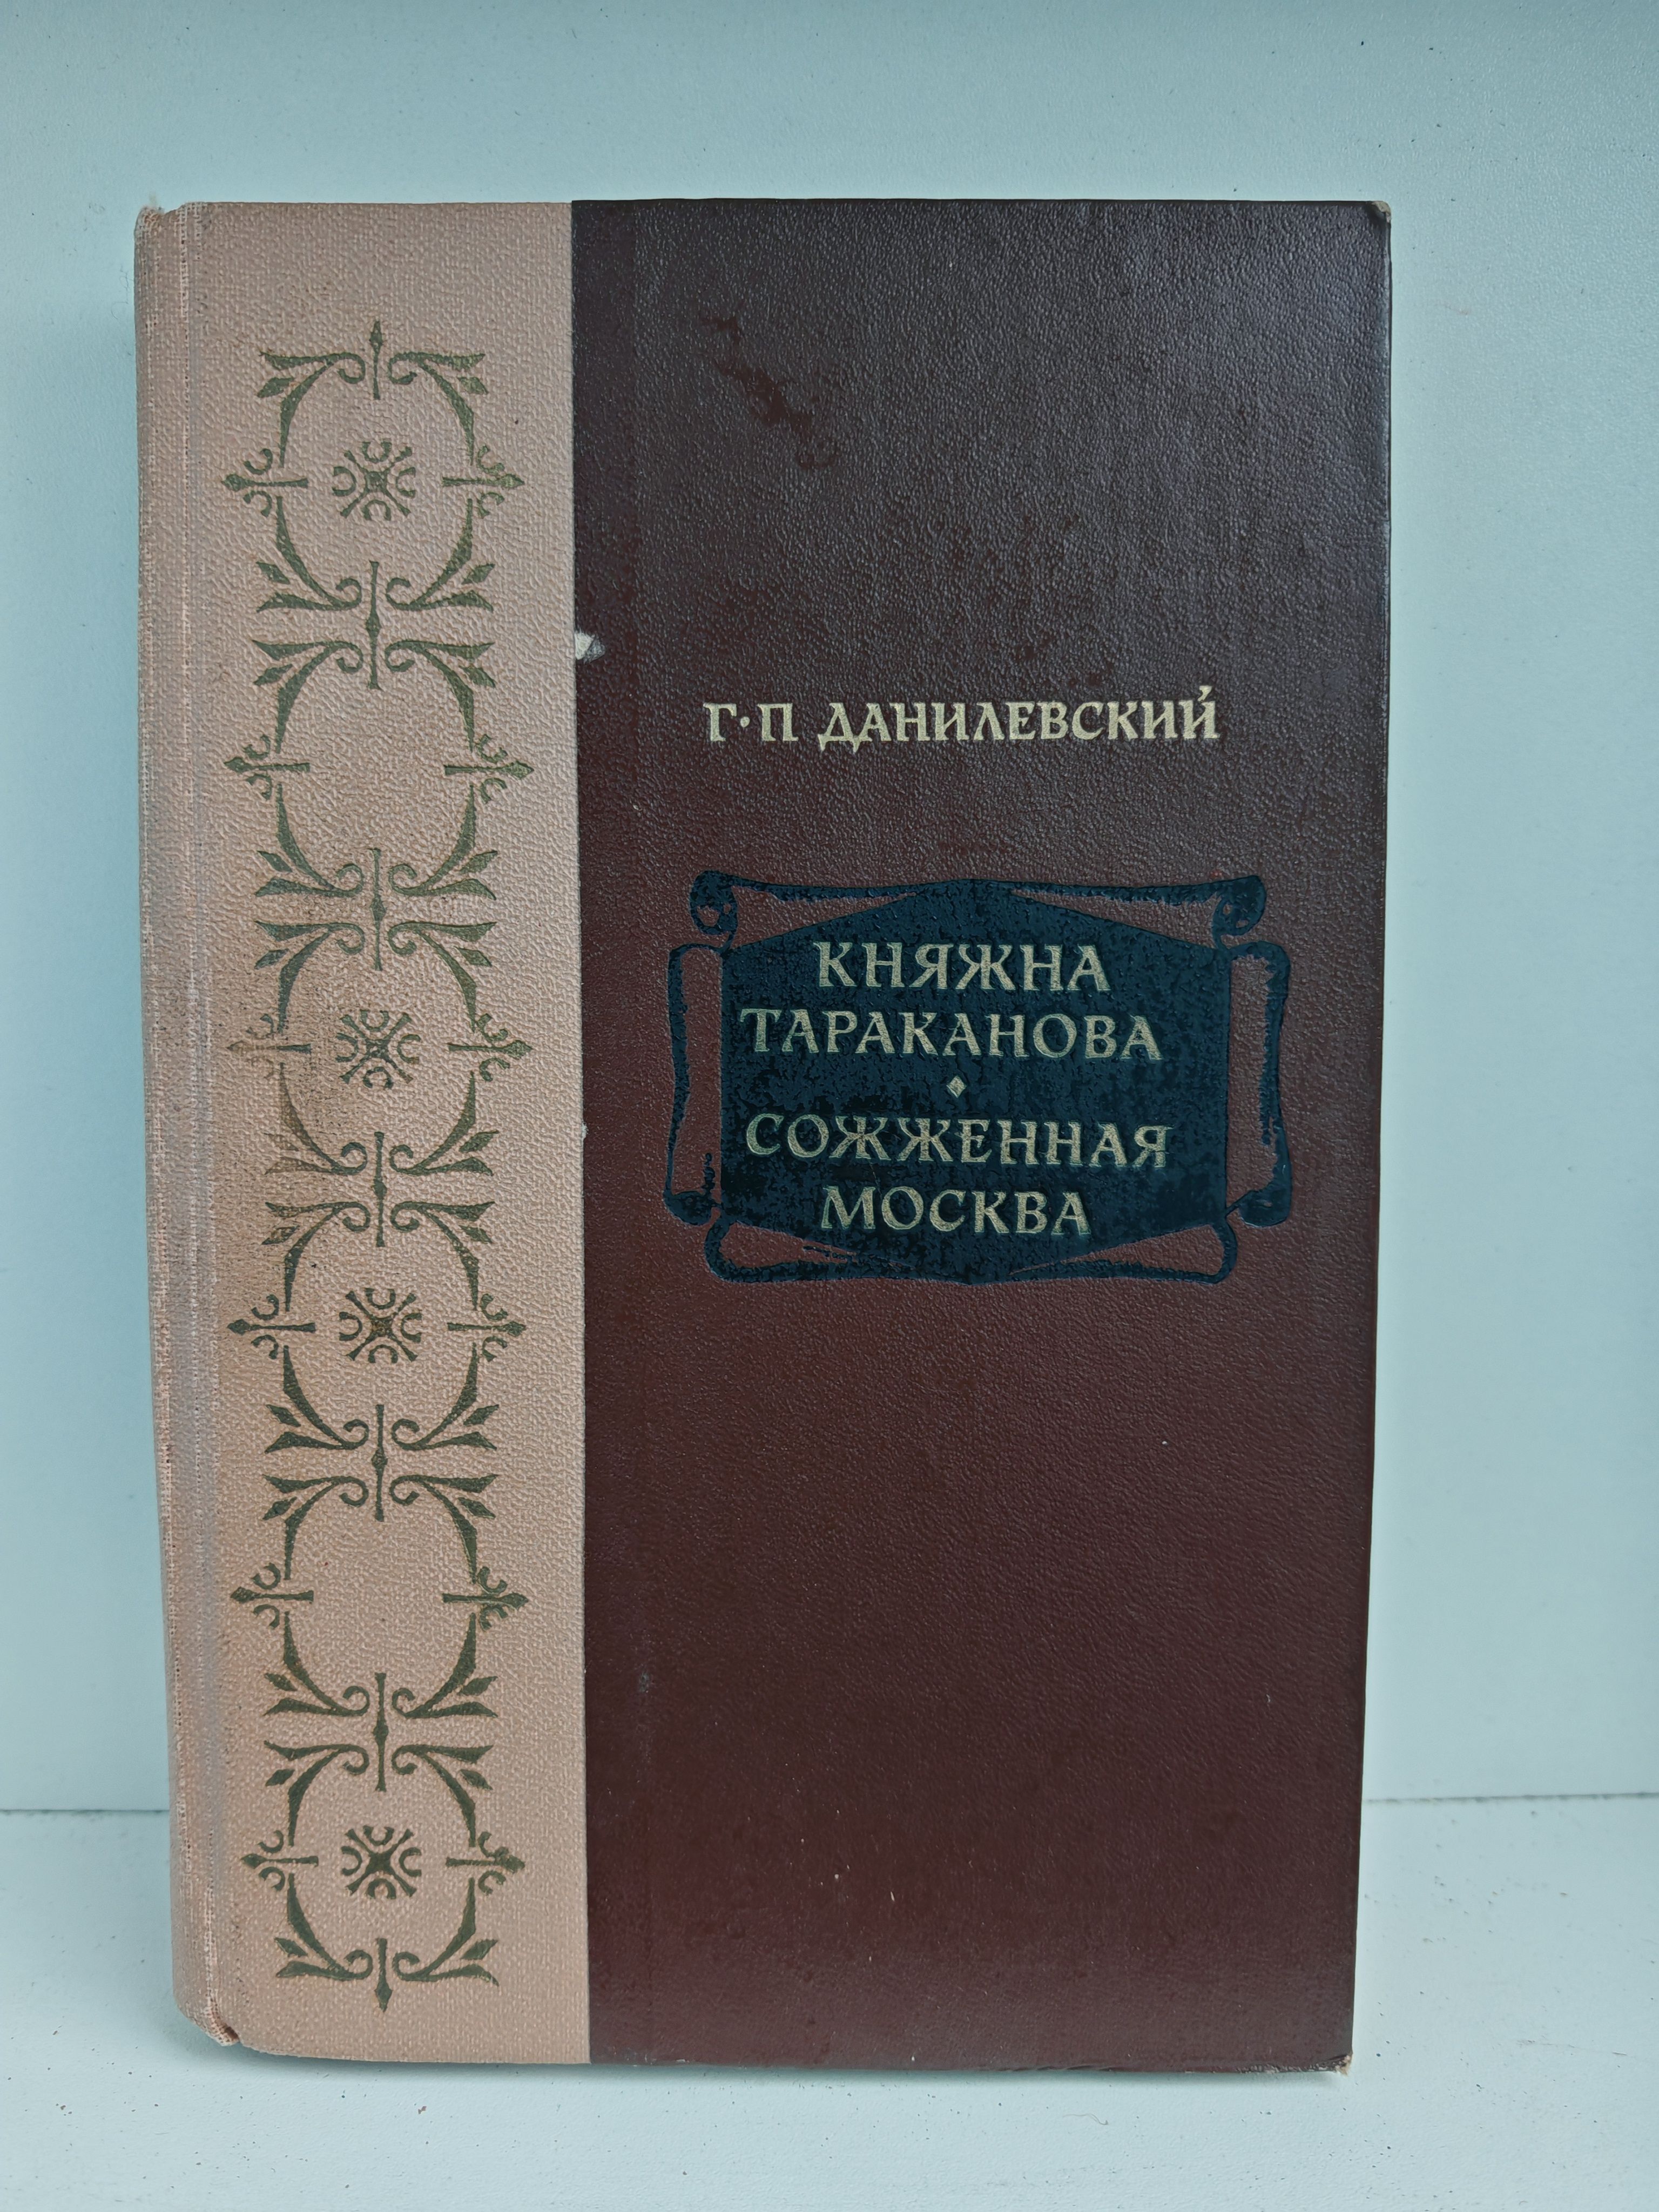 Г·П ДАНИЛЕВСКИЙ
КНЯЖНА
ТАРАКАНОВА
СОЖЖЕННАЯ
МОСКВА